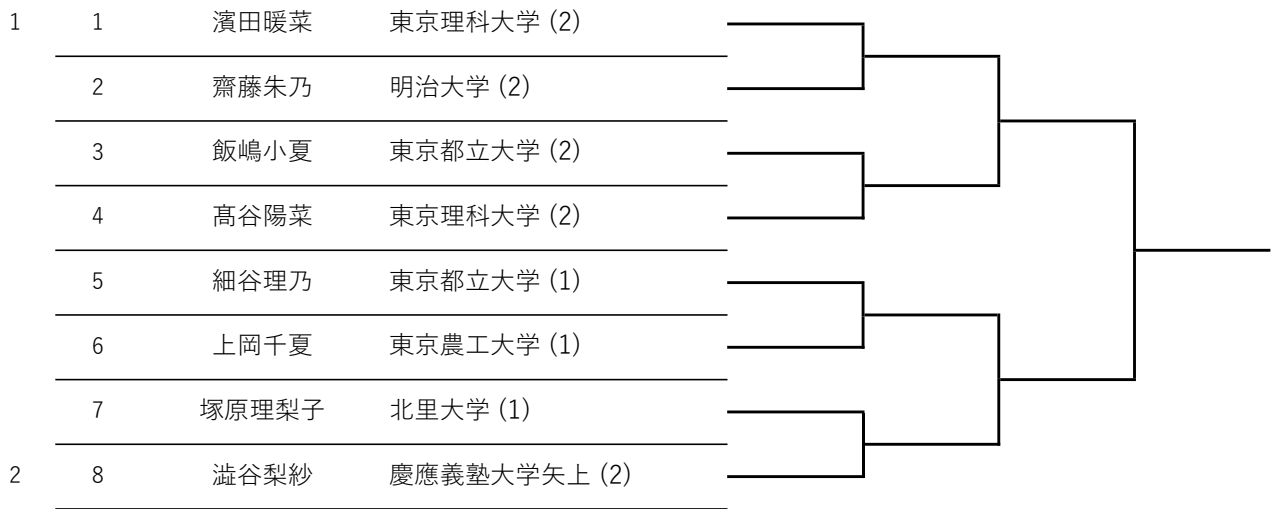 1 1 濱田暖菜 東京理科大学 (2)
2 齋藤朱乃 明治大学 (2)
3 飯嶋小夏 東京都立大学 (2)
4 髙谷陽菜 東京理科大学 (2)
5 細谷理乃 東京都立大学 (1)
6 上岡千夏 東京農工大学 (1)
7 塚原理梨子 北里大学 (1)
2 8 澁谷梨紗 慶應義塾大学矢上 (2)